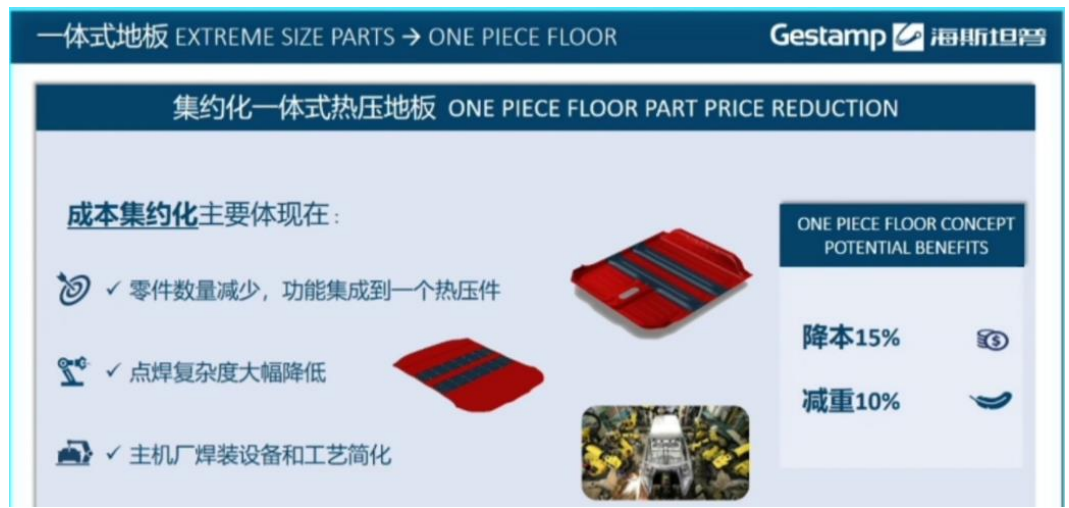 一体式地板 EXTREME SIZE PARTS → ONE PIECE FLOOR
Gestamp 海斯坦普
集约化一体式热压地板 ONE PIECE FLOOR PART PRICE REDUCTION
成本集约化主要体现在：
✓ 零件数量减少，功能集成到一个热压件
✓ 点焊复杂度大幅降低
✓ 主机厂焊装设备和工艺简化
ONE PIECE FLOOR CONCEPT
POTENTIAL BENEFITS
降本15%
减重10%